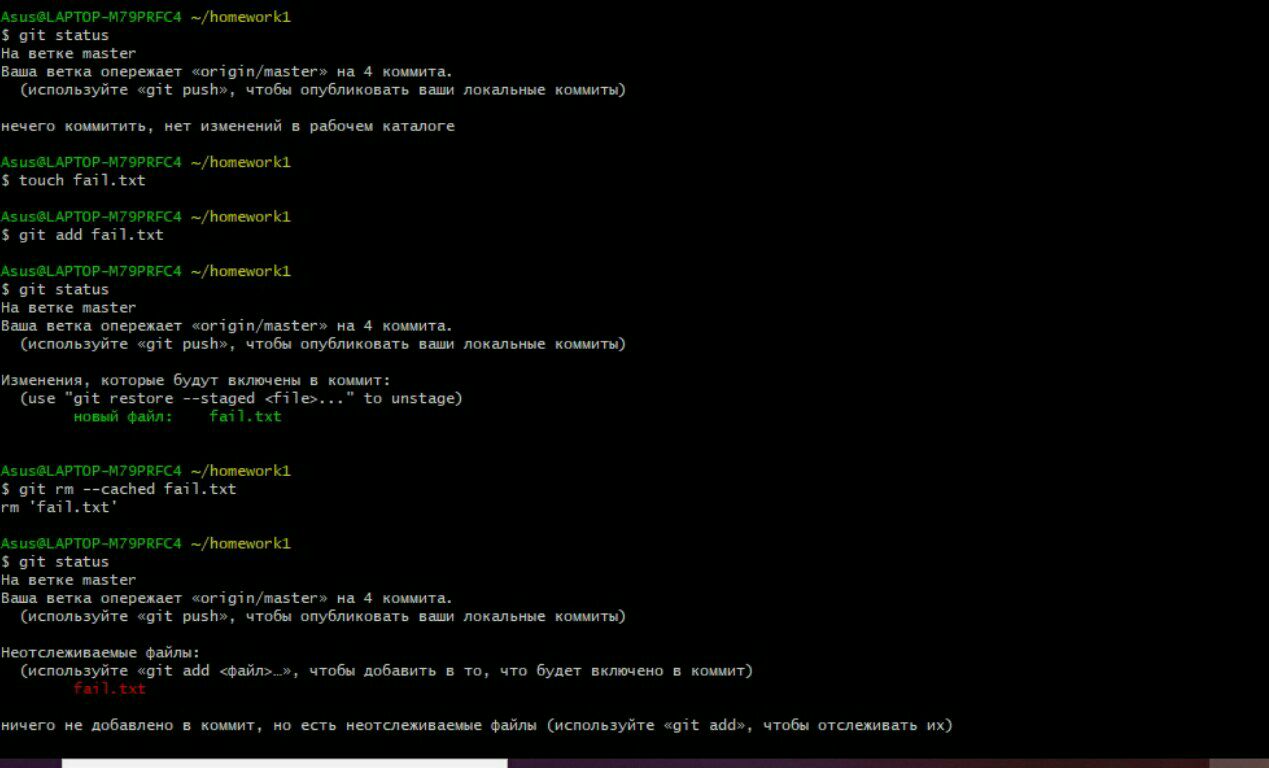 Asus@LAPTOP-M79PRFC4 ~/homework1
$ git status
На ветке master
Ваша ветка опережает «origin/master» на 4 коммита.
  (используйте «git push», чтобы опубликовать ваши локальные коммиты)
нечего коммитить, нет изменений в рабочем каталоге
Asus@LAPTOP-M79PRFC4 ~/homework1
$ touch fail.txt
Asus@LAPTOP-M79PRFC4 ~/homework1
$ git add fail.txt
Asus@LAPTOP-M79PRFC4 ~/homework1
$ git status
На ветке master
Ваша ветка опережает «origin/master» на 4 коммита.
  (используйте «git push», чтобы опубликовать ваши локальные коммиты)
Изменения, которые будут включены в коммит:
  (use "git restore --staged <file>..." to unstage)
        новый файл:    fail.txt
Asus@LAPTOP-M79PRFC4 ~/homework1
$ git rm --cached fail.txt
rm 'fail.txt'
Asus@LAPTOP-M79PRFC4 ~/homework1
$ git status
На ветке master
Ваша ветка опережает «origin/master» на 4 коммита.
  (используйте «git push», чтобы опубликовать ваши локальные коммиты)
Неотслеживаемые файлы:
  (используйте «git add <файл>…», чтобы добавить в то, что будет включено в коммит)
        fail.txt
ничего не добавлено в коммит, но есть неотслеживаемые файлы (используйте «git add», чтобы отслеживать их)